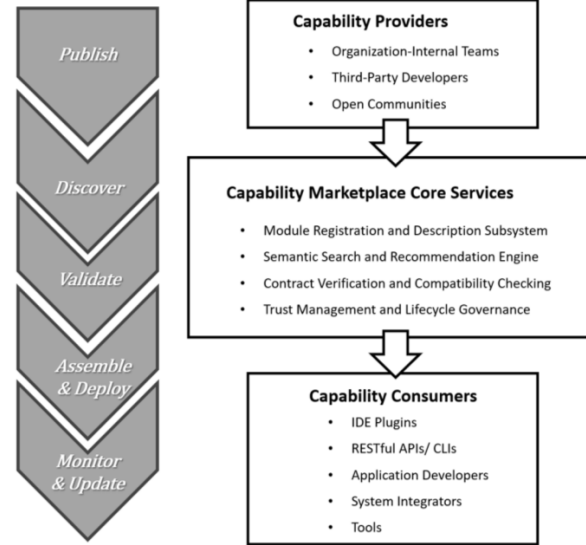 Publish
Discover
Validate
Assemble
& Deploy
Monitor
& Update
Capability Providers
• Organization-Internal Teams
• Third-Party Developers
• Open Communities
Capability Marketplace Core Services
• Module Registration and Description Subsystem
• Semantic Search and Recommendation Engine
• Contract Verification and Compatibility Checking
• Trust Management and Lifecycle Governance
Capability Consumers
• IDE Plugins
• RESTful APIs/ CLIs
• Application Developers
• System Integrators
• Tools